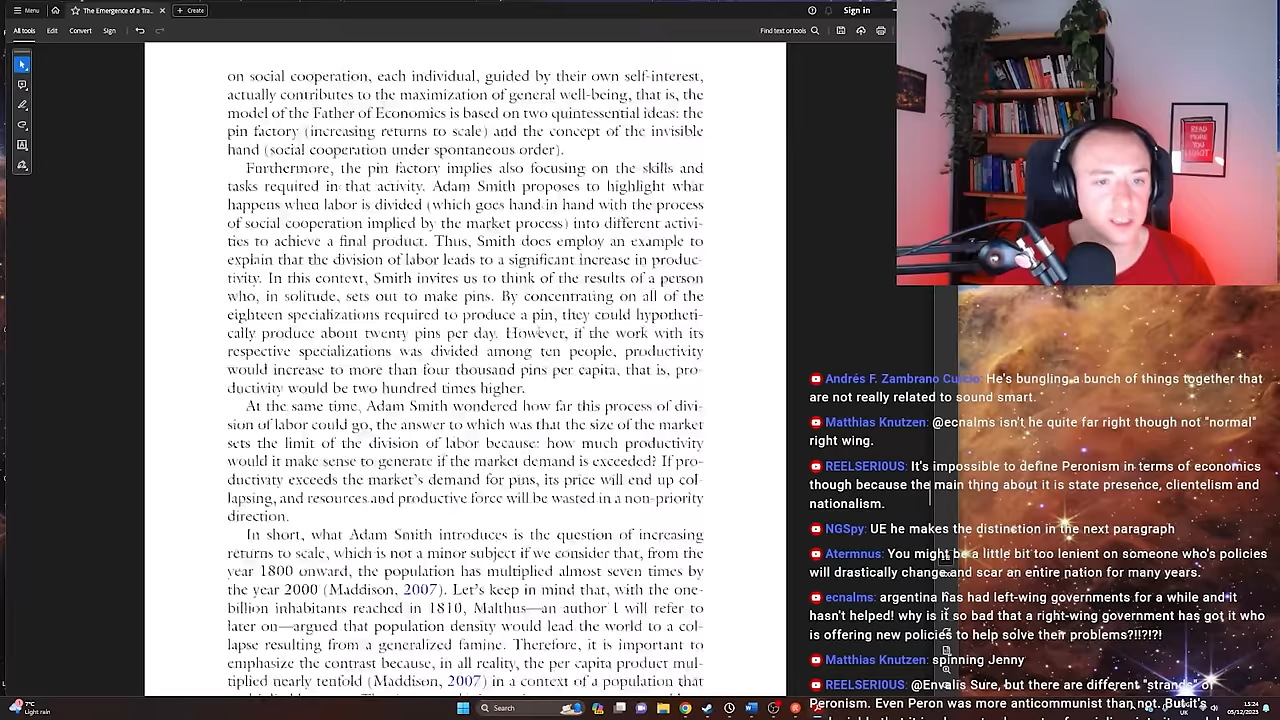 Menu
The Emergence of a Tra...
Create
Sign in
All tools
Edit
Convert
Sign
Find text or tools
on social cooperation, each individual, guided by their own self-interest,
actually contributes to the maximization of general well-being, that is, the
model of the Father of Economics is based on two quintessential ideas: the
pin factory (increasing returns to scale) and the concept of the invisible
hand (social cooperation under spontaneous order).
Furthermore, the pin factory implies also focusing on the skills and
tasks required in that activity. Adam Smith proposes to highlight what
happens when labor is divided (which goes hand in hand with the process
of social cooperation implied by the market process) into different activi-
ties to achieve a final product. Thus, Smith does employ an example to
explain that the division of labor leads to a significant increase in produc-
tivity. In this context, Smith invites us to think of the results of a person
who, in solitude, sets out to make pins. By concentrating on all of the
eighteen specializations required to produce a pin, they could hypotheti-
cally produce about twenty pins per day. However, if the work with its
respective specializations was divided among ten people, productivity
would increase to more than four thousand pins per capita, that is, pro-
ductivity would be two hundred times higher.
At the same time, Adam Smith wondered how far this process of divi-
sion of labor could go, the answer to which was that the size of the market
sets the limit of the division of labor because: how much productivity
would it make sense to generate if the market demand is exceeded? If pro-
ductivity exceeds the market's demand for pins, its price will end up col-
lapsing, and resources and productive force will be wasted in a non-priority
direction.
In short, what Adam Smith introduces is the question of increasing
returns to scale, which is not a minor subject if we consider that, from the
year 1800 onward, the population has multiplied almost seven times by
the year 2000 (Maddison, 2007). Let's keep in mind that, with the one-
billion inhabitants reached in 1810, Malthus—an author I will refer to
later on—argued that population density would lead the world to a col-
lapse resulting from a generalized famine. Therefore, it is important to
emphasize the contrast because, in all reality, the per capita product mul-
tiplied nearly tenfold (Maddison, 2007) in a context of a population that
READ
MORE
YOU
Andrés F. Zambrano Curcio: He's bungling a bunch of things together that
are not really related to sound smart.
Matthias Knutzen: @ecnalms isn't he quite far right though not "normal"
right wing.
REELSERI0US: It's impossible to define Peronism in terms of economics
though because the main thing about it is state presence, clientelism and
nationalism.
NGSpy: UE he makes the distinction in the next paragraph
Atermnus: You might be a little bit too lenient on someone who's policies
will drastically change and scar an entire nation for many years.
ecnalms: argentina has had left-wing governments for a while and it
hasn't helped! why is it so bad that a right-wing government has got it who
is offering new policies to help solve their problems?!!?!?!
Matthias Knutzen: spinning Jenny
REELSERI0US: @Envalis Sure, but there are different "strands" of
Peronism. Even Peron was more anticommunist than not. But it's
7°C
Light rain
Search
UK
15:24
05/12/2023